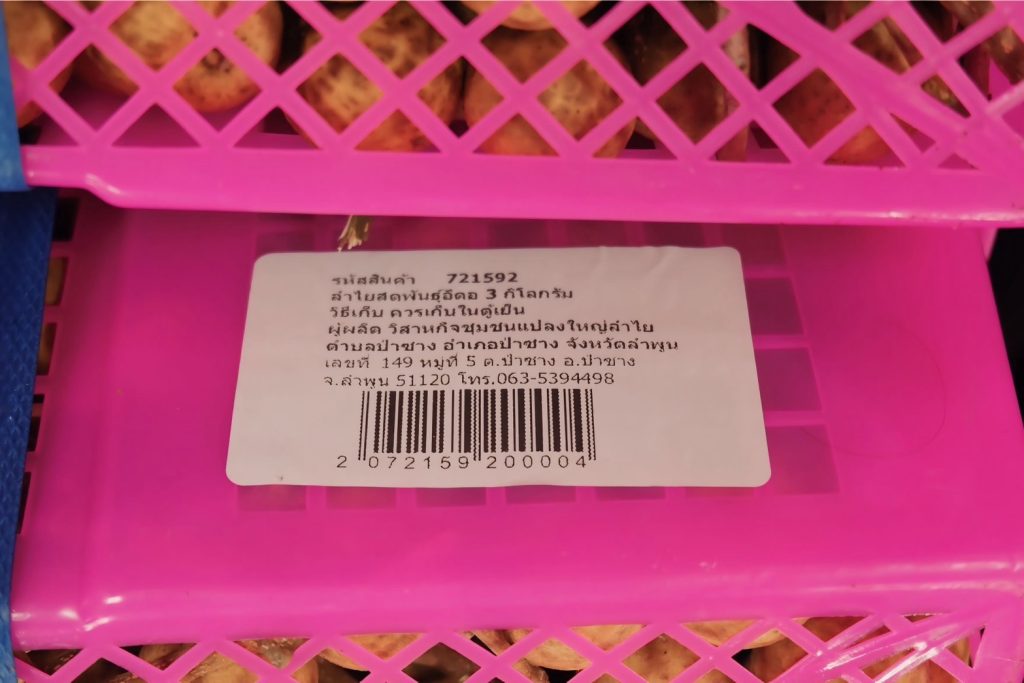 รหัสสินค้า 721592
ลำไยสดพันธุ์อีดอ 3 กิโลกรัม
วิธีเก็บ ควรเก็บในตู้เย็น
ผู้ผลิต วิสาหกิจชุมชนแปลงใหญ่ลำไย
ตำบลป่าซาง อำเภอป่าซาง จังหวัดลำพูน
เลขที่ 149 หมู่ที่ 5 ต.ป่าซาง อ.ป่าซาง
จ.ลำพูน 51120 โทร.063-5394498
2 072159 200004